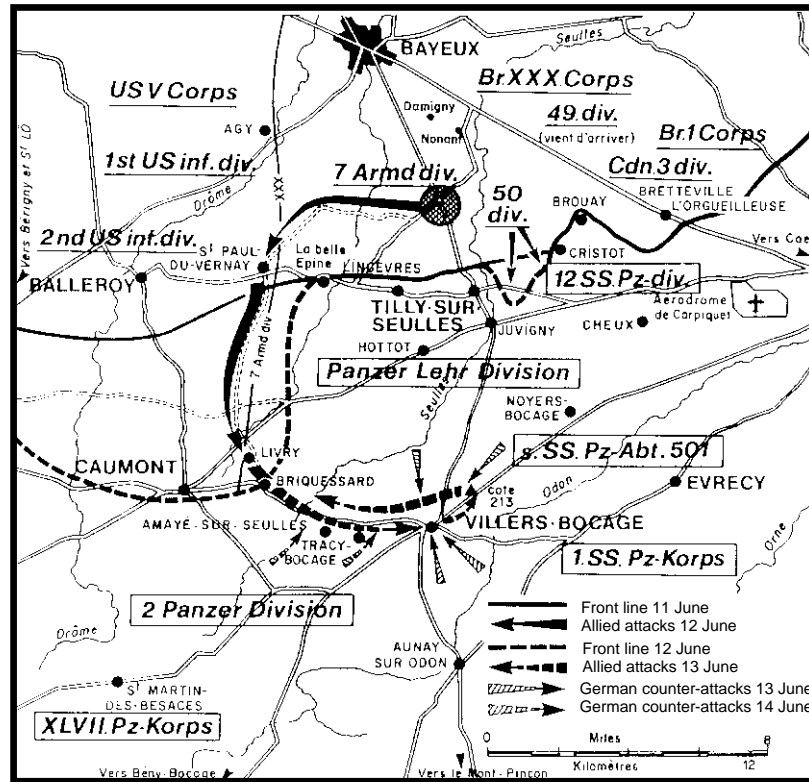 BAYEUX
Seulles
US V Corps
Br. XXX. Corps
Damigny
49. div.
(vient d'arriver)
AGY
Nonant
Br. 1 Corps
1st US inf. div.
XXX
7 Armd div.
Cdn. 3 div.
Drôme
50
div.
BROUAY
BRETTEVILLE
L'ORGUEILLEUSE
Vers Bérigny et St LO
2nd US inf. div.
St PAUL-
DU-VERNAY
La belle
Epine
LINGEVRES
CRISTOT
Vers Cae
BALLEROY
12 SS. Pz-div.
TILLY-SUR-
SEULLES
Aérodrome
de Carpiquet
JUVIGNY
CHEUX
HOTTOT
7 Armd div
Panzer Lehr Division
Seulles
NOYERS-
BOCAGE
s. SS. Pz-Abt. 501
LIVRY
CAUMONT
BRIQUESSARD
Odon
cote
213
EVRECY
AMAYÉ-SUR-SEULLES
VILLERS-BOCAGE
TRACY-
BOCAGE
1. SS. Pz-Korps
Orne
2 Panzer Division
Front line 11 June
Allied attacks 12 June
Drôme
Front line 12 June
AUNAY
SUR ODON
Allied attacks 13 June
St MARTIN-
DES-BESACES
German counter-attacks 13 June
German counter-attacks 14 June
XLVII. Pz-Korps
0 Miles 8
Kilomètres 12
Vers Bény-Bocage
Vers le Mont-Pinçon